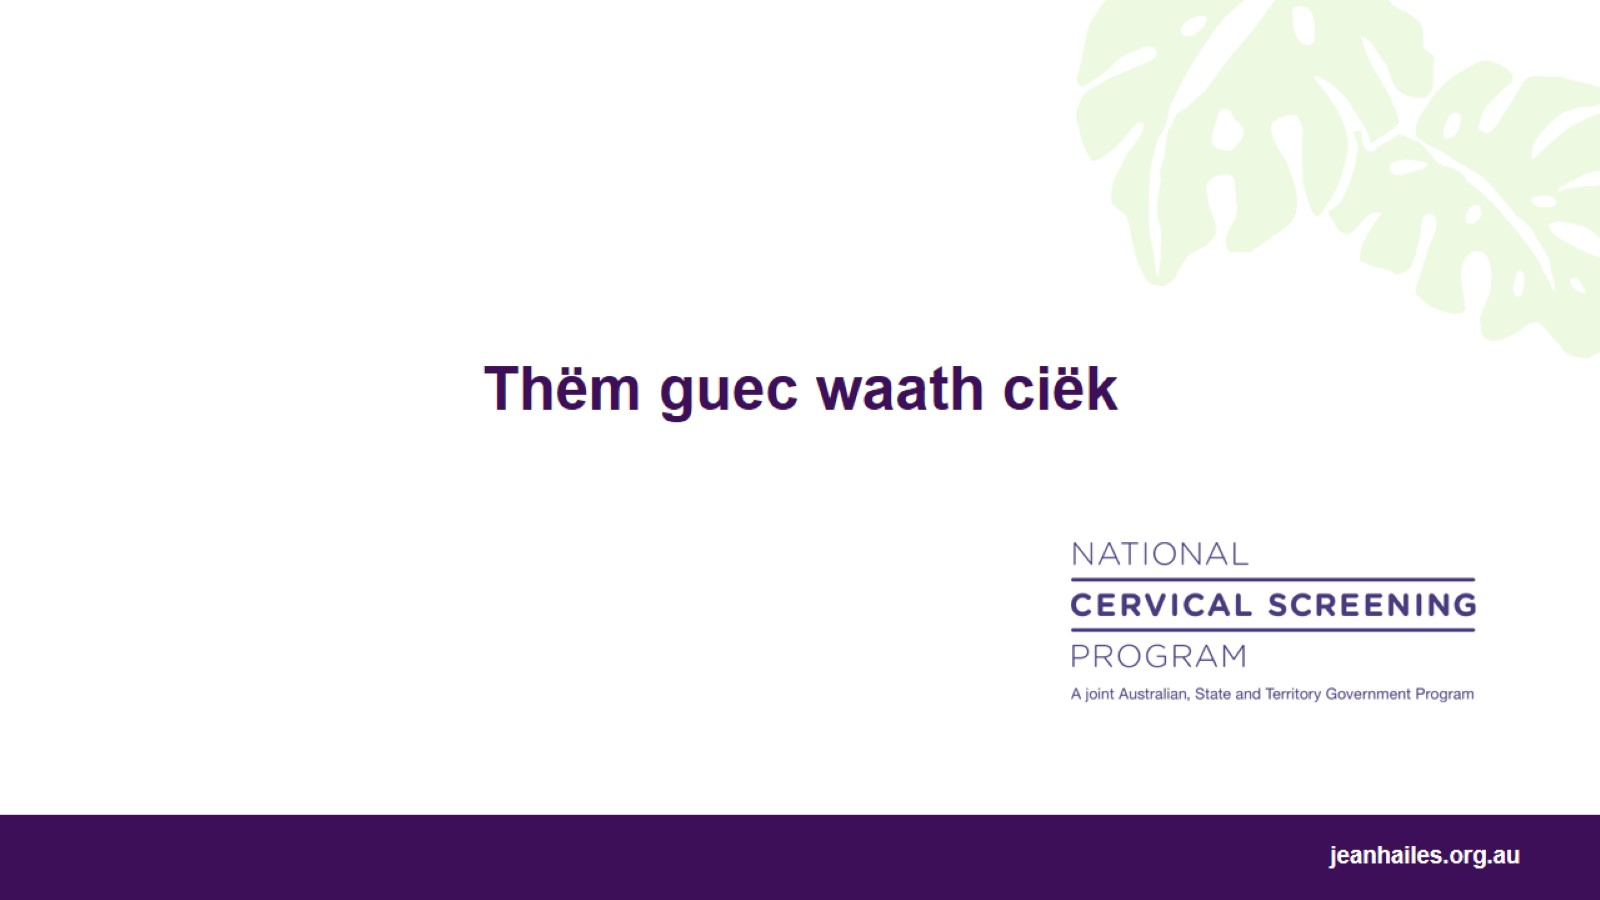 Thëm guec waath ciëk
NATIONAL
CERVICAL SCREENING
PROGRAM
A joint Australian, State and Territory Government Program
jeanhailes.org.au